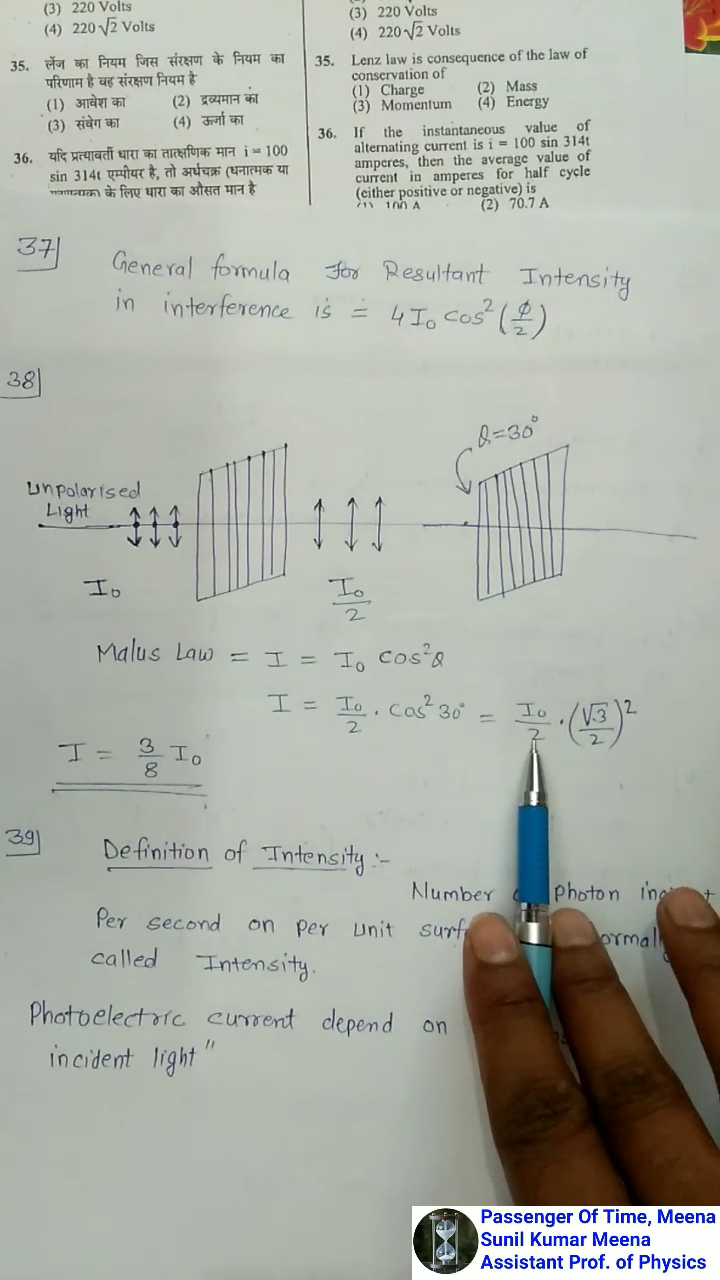 (3) 220 Volts
(4) 220√2 Volts
35. लेंज का नियम जिस संरक्षण के नियम का
परिणाम है वह संरक्षण नियम है
(1) आवेश का (2) द्रव्यमान का
(3) संवेग का (4) ऊर्जा का
36. यदि प्रत्यावर्ती धारा का तात्क्षणिक मान i = 100
sin 314t एम्पीयर है, तो अर्धचक्र (धनात्मक या
के लिए धारा का औसत मान है
(3) 220 Volts
(4) 220√2 Volts
35. Lenz law is consequence of the law of
conservation of
(1) Charge (2) Mass
(3) Momentum (4) Energy
36. If the instantaneous value of
alternating current is i = 100 sin 314t
amperes, then the average value of
current in amperes for half cycle
(either positive or negative) is
(1) 100 A (2) 70.7 A
37 General formula for Resultant Intensity
in interference is = 4I₀cos²(φ/2)
38
θ=30°
Unpolarised
Light
I₀
I₀/2
Malus Law = I = I₀ cos²θ
I = I₀/2 . cos²30° = I₀/2 . (√3/2)²
I = 3/8 I₀
39 Definition of Intensity :-
Number photon
Per second on per unit
called Intensity.
Photoelectric current depend on
incident light"
Passenger Of Time, Meena
Sunil Kumar Meena
Assistant Prof. of Physics